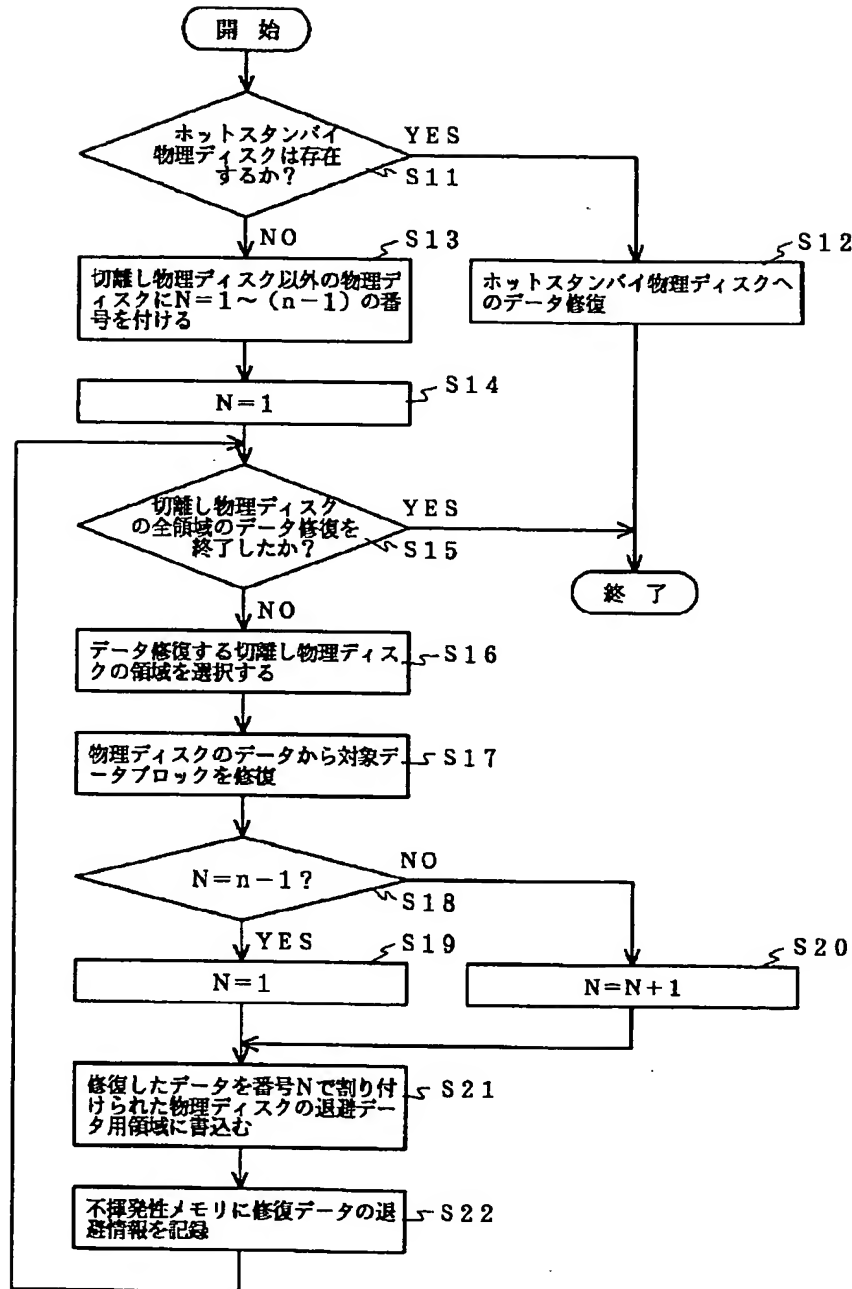 開 始
ホットスタンバイ
物理ディスクは存在
するか？
YES
S11
NO
S13
切離し物理ディスク以外の物理デ
ィスクにN＝1～（n－1）の番
号を付ける
S12
ホットスタンバイ物理ディスクへ
のデータ修復
S14
N＝1
切離し物理ディスク
の全領域のデータ修復を
終了したか？
YES
S15
終 了
NO
データ修復する切離し物理ディス
クの領域を選択する
S16
物理ディスクのデータから対象デ
ータブロックを修復
S17
N＝n－1？
NO
S18
YES
S19
N＝1
S20
N＝N＋1
修復したデータを番号Nで割り付
けられた物理ディスクの退避デー
タ用領域に書込む
S21
不揮発性メモリに修復データの退
避情報を記録
S22